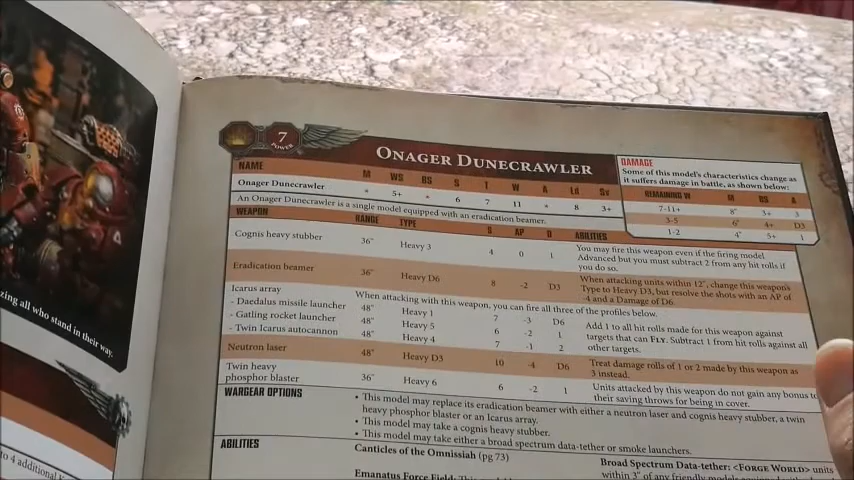 7
POWER
ONAGER DUNECRAWLER
NAME M WS BS S T W A Ld Sv
Onager Dunecrawler * 5+ * 6 7 11 * 8 3+
An Onager Dunecrawler is a single model equipped with an eradication beamer.
DAMAGE
Some of this model's characteristics change as
it suffers damage in battle, as shown below:
REMAINING W M BS A
7-11+ 8" 3+ 3
3-5 6" 4+ D3
1-2 4" 5+ 1
WEAPON RANGE TYPE S AP D ABILITIES
Cognis heavy stubber 36" Heavy 3 4 0 1 You may fire this weapon even if the firing model
Advanced but you must subtract 2 from any hit rolls if
you do so.
Eradication beamer 36" Heavy D6 8 -2 D3 When attacking units within 12", change this weapons
Type to Heavy D3, but resolve the shots with an AP of
-4 and a Damage of D6.
Icarus array When attacking with this weapon, you can fire all three of the profiles below.
- Daedalus missile launcher 48" Heavy 1 7 -3 D6 Add 1 to all hit rolls made for this weapon against
- Gatling rocket launcher 48" Heavy 5 6 -2 1 targets that can FLY. Subtract 1 from hit rolls against
- Twin Icarus autocannon 48" Heavy 4 7 -1 2 other targets.
Neutron laser 48" Heavy D3 10 -4 D6 Treat damage rolls of 1 or 2 made by this weapon as
3 instead.
Twin heavy
phosphor blaster 36" Heavy 6 6 -2 1 Units attacked by this weapon do not gain any bonus
their saving throws for being in cover.
WARGEAR OPTIONS
• This model may replace its eradication beamer with either a neutron laser and cognis heavy stubber, a twin
heavy phosphor blaster or an Icarus array.
• This model may take a cognis heavy stubber.
• This model may take either a broad spectrum data-tether or smoke launchers.
ABILITIES
Canticles of the Omnissiah (pg 73)
Emanatus Force Field:
Broad Spectrum Data-tether: <FORGE WORLD> units
within 3" of any friendly
all who stand in their way.
4 additional